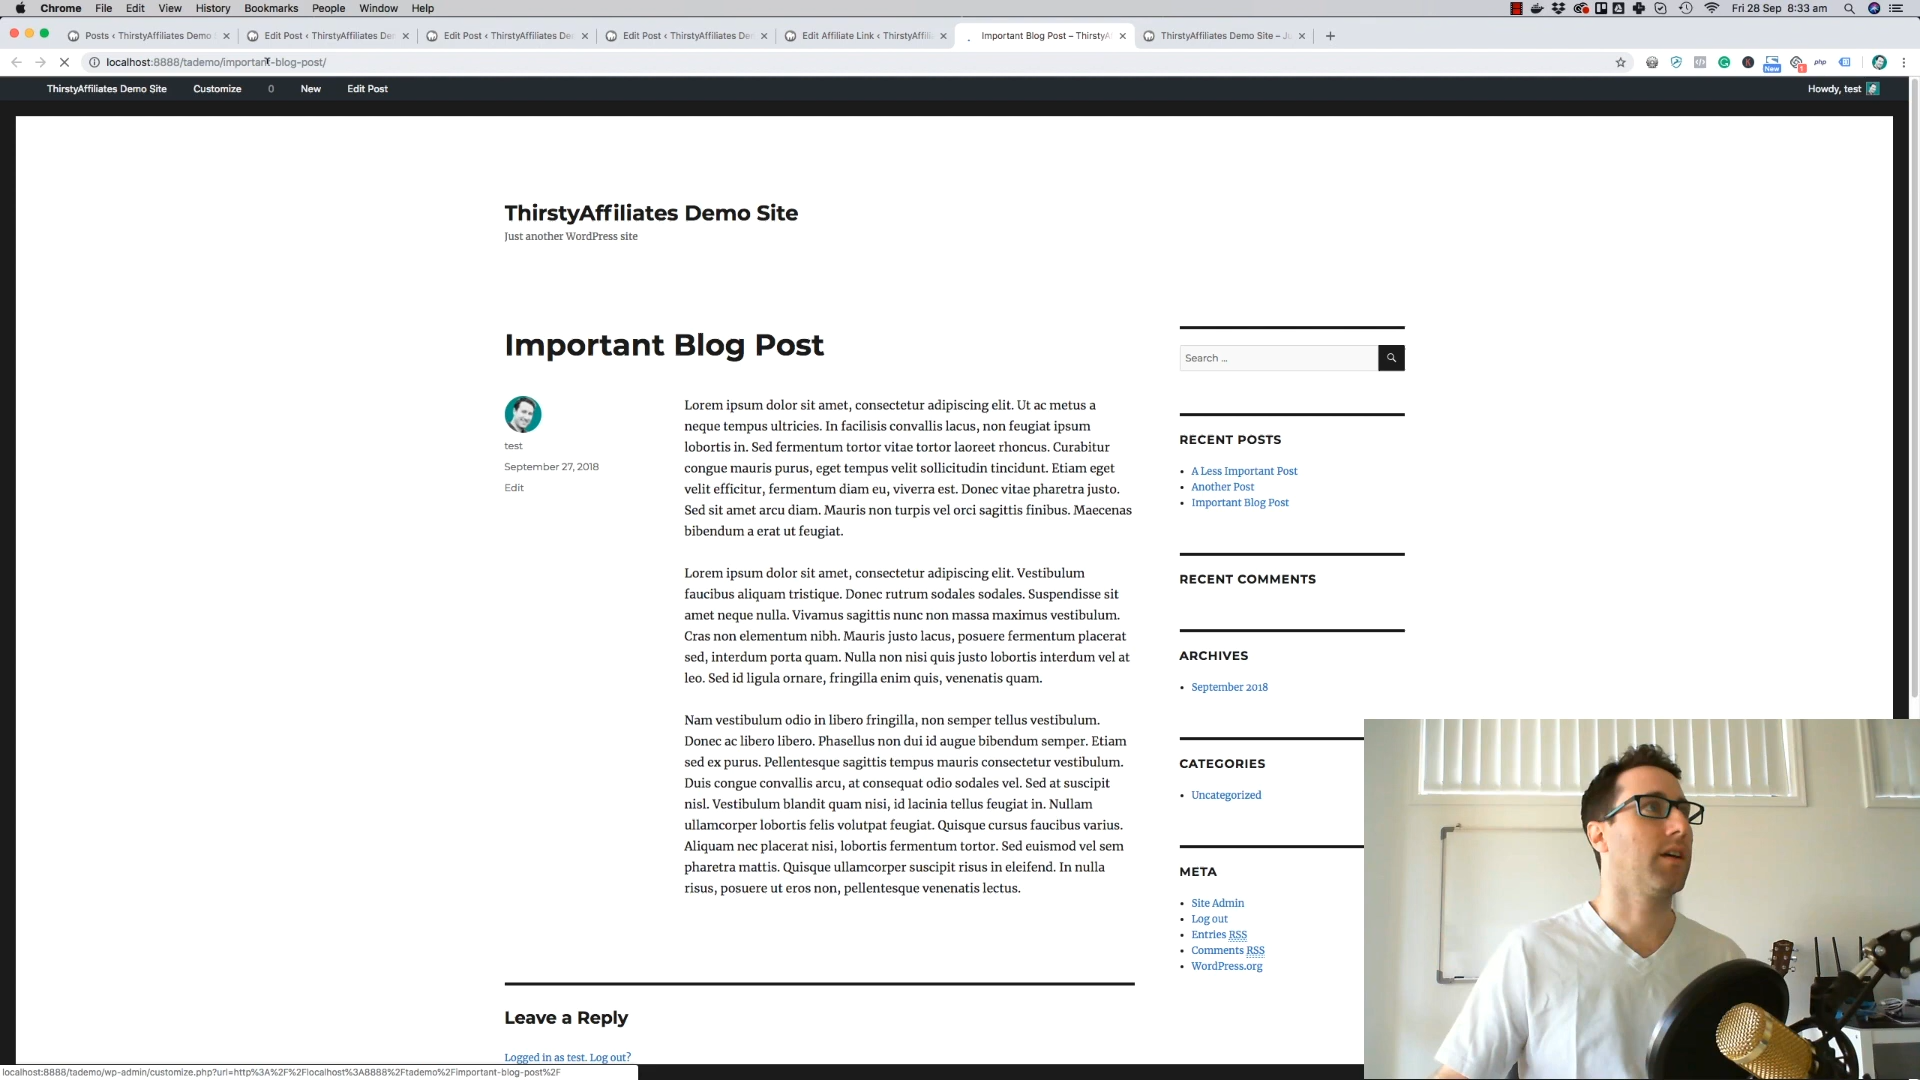 Chrome File Edit View History Bookmarks People Window Help
Fri 28 Sep 8:33 am
Posts ‹ ThirstyAffiliates Demo
Edit Post ‹ ThirstyAffiliates De
Edit Post ‹ ThirstyAffiliates De
Edit Post ‹ ThirstyAffiliates De
Edit Affiliate Link ‹ ThirstyAffili
Important Blog Post – ThirstyA
ThirstyAffiliates Demo Site – Ju
localhost:8888/tademo/important-blog-post/
New
php
ThirstyAffiliates Demo Site Customize 0 New Edit Post Howdy, test
ThirstyAffiliates Demo Site
Just another WordPress site
Important Blog Post
test
September 27, 2018
Edit
Lorem ipsum dolor sit amet, consectetur adipiscing elit. Ut ac metus a
neque tempus ultricies. In facilisis convallis lacus, non feugiat ipsum
lobortis in. Sed fermentum tortor vitae tortor laoreet rhoncus. Curabitur
congue mauris purus, eget tempus velit sollicitudin tincidunt. Etiam eget
velit efficitur, fermentum diam eu, viverra est. Donec vitae pharetra justo.
Sed sit amet arcu diam. Mauris non turpis vel orci sagittis finibus. Maecenas
bibendum a erat ut feugiat.
Lorem ipsum dolor sit amet, consectetur adipiscing elit. Vestibulum
faucibus aliquam tristique. Donec rutrum sodales sodales. Suspendisse sit
amet neque nulla. Vivamus sagittis nunc non massa maximus vestibulum.
Cras non elementum nibh. Mauris justo lacus, posuere fermentum placerat
sed, interdum porta quam. Nulla non nisi quis justo lobortis interdum vel at
leo. Sed id ligula ornare, fringilla enim quis, venenatis quam.
Nam vestibulum odio in libero fringilla, non semper tellus vestibulum.
Donec ac libero libero. Phasellus non dui id augue bibendum semper. Etiam
sed ex purus. Pellentesque sagittis tempus mauris consectetur vestibulum.
Duis congue convallis arcu, at consequat odio sodales vel. Sed at suscipit
nisl. Vestibulum blandit quam nisi, id lacinia tellus feugiat in. Nullam
ullamcorper lobortis felis volutpat feugiat. Quisque cursus faucibus varius.
Aliquam nec placerat nisi, lobortis fermentum tortor. Sed euismod vel sem
pharetra mattis. Quisque ullamcorper suscipit risus in eleifend. In nulla
risus, posuere ut eros non, pellentesque venenatis lectus.
Leave a Reply
Logged in as test. Log out?
Search …
RECENT POSTS
A Less Important Post
Another Post
Important Blog Post
RECENT COMMENTS
ARCHIVES
September 2018
CATEGORIES
Uncategorized
META
Site Admin
Log out
Entries RSS
Comments RSS
WordPress.org
localhost:8888/tademo/wp-admin/customize.php?url=http%3A%2F%2Flocalhost%3A8888%2Ftademo%2Fimportant-blog-post%2F